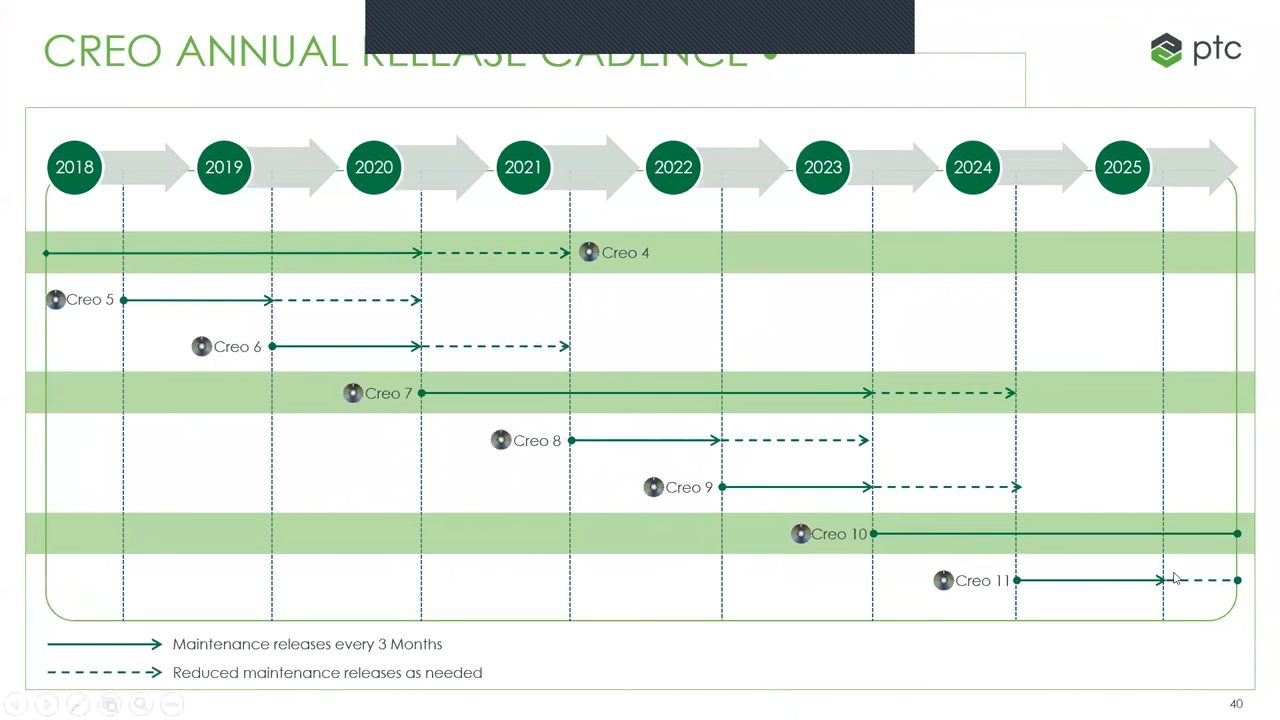 CREO ANNUAL RELEASE CADENCE •
ptc
2018 2019 2020 2021 2022 2023 2024 2025
Creo 4
Creo 5
Creo 6
Creo 7
Creo 8
Creo 9
Creo 10
Creo 11
Maintenance releases every 3 Months
Reduced maintenance releases as needed
40